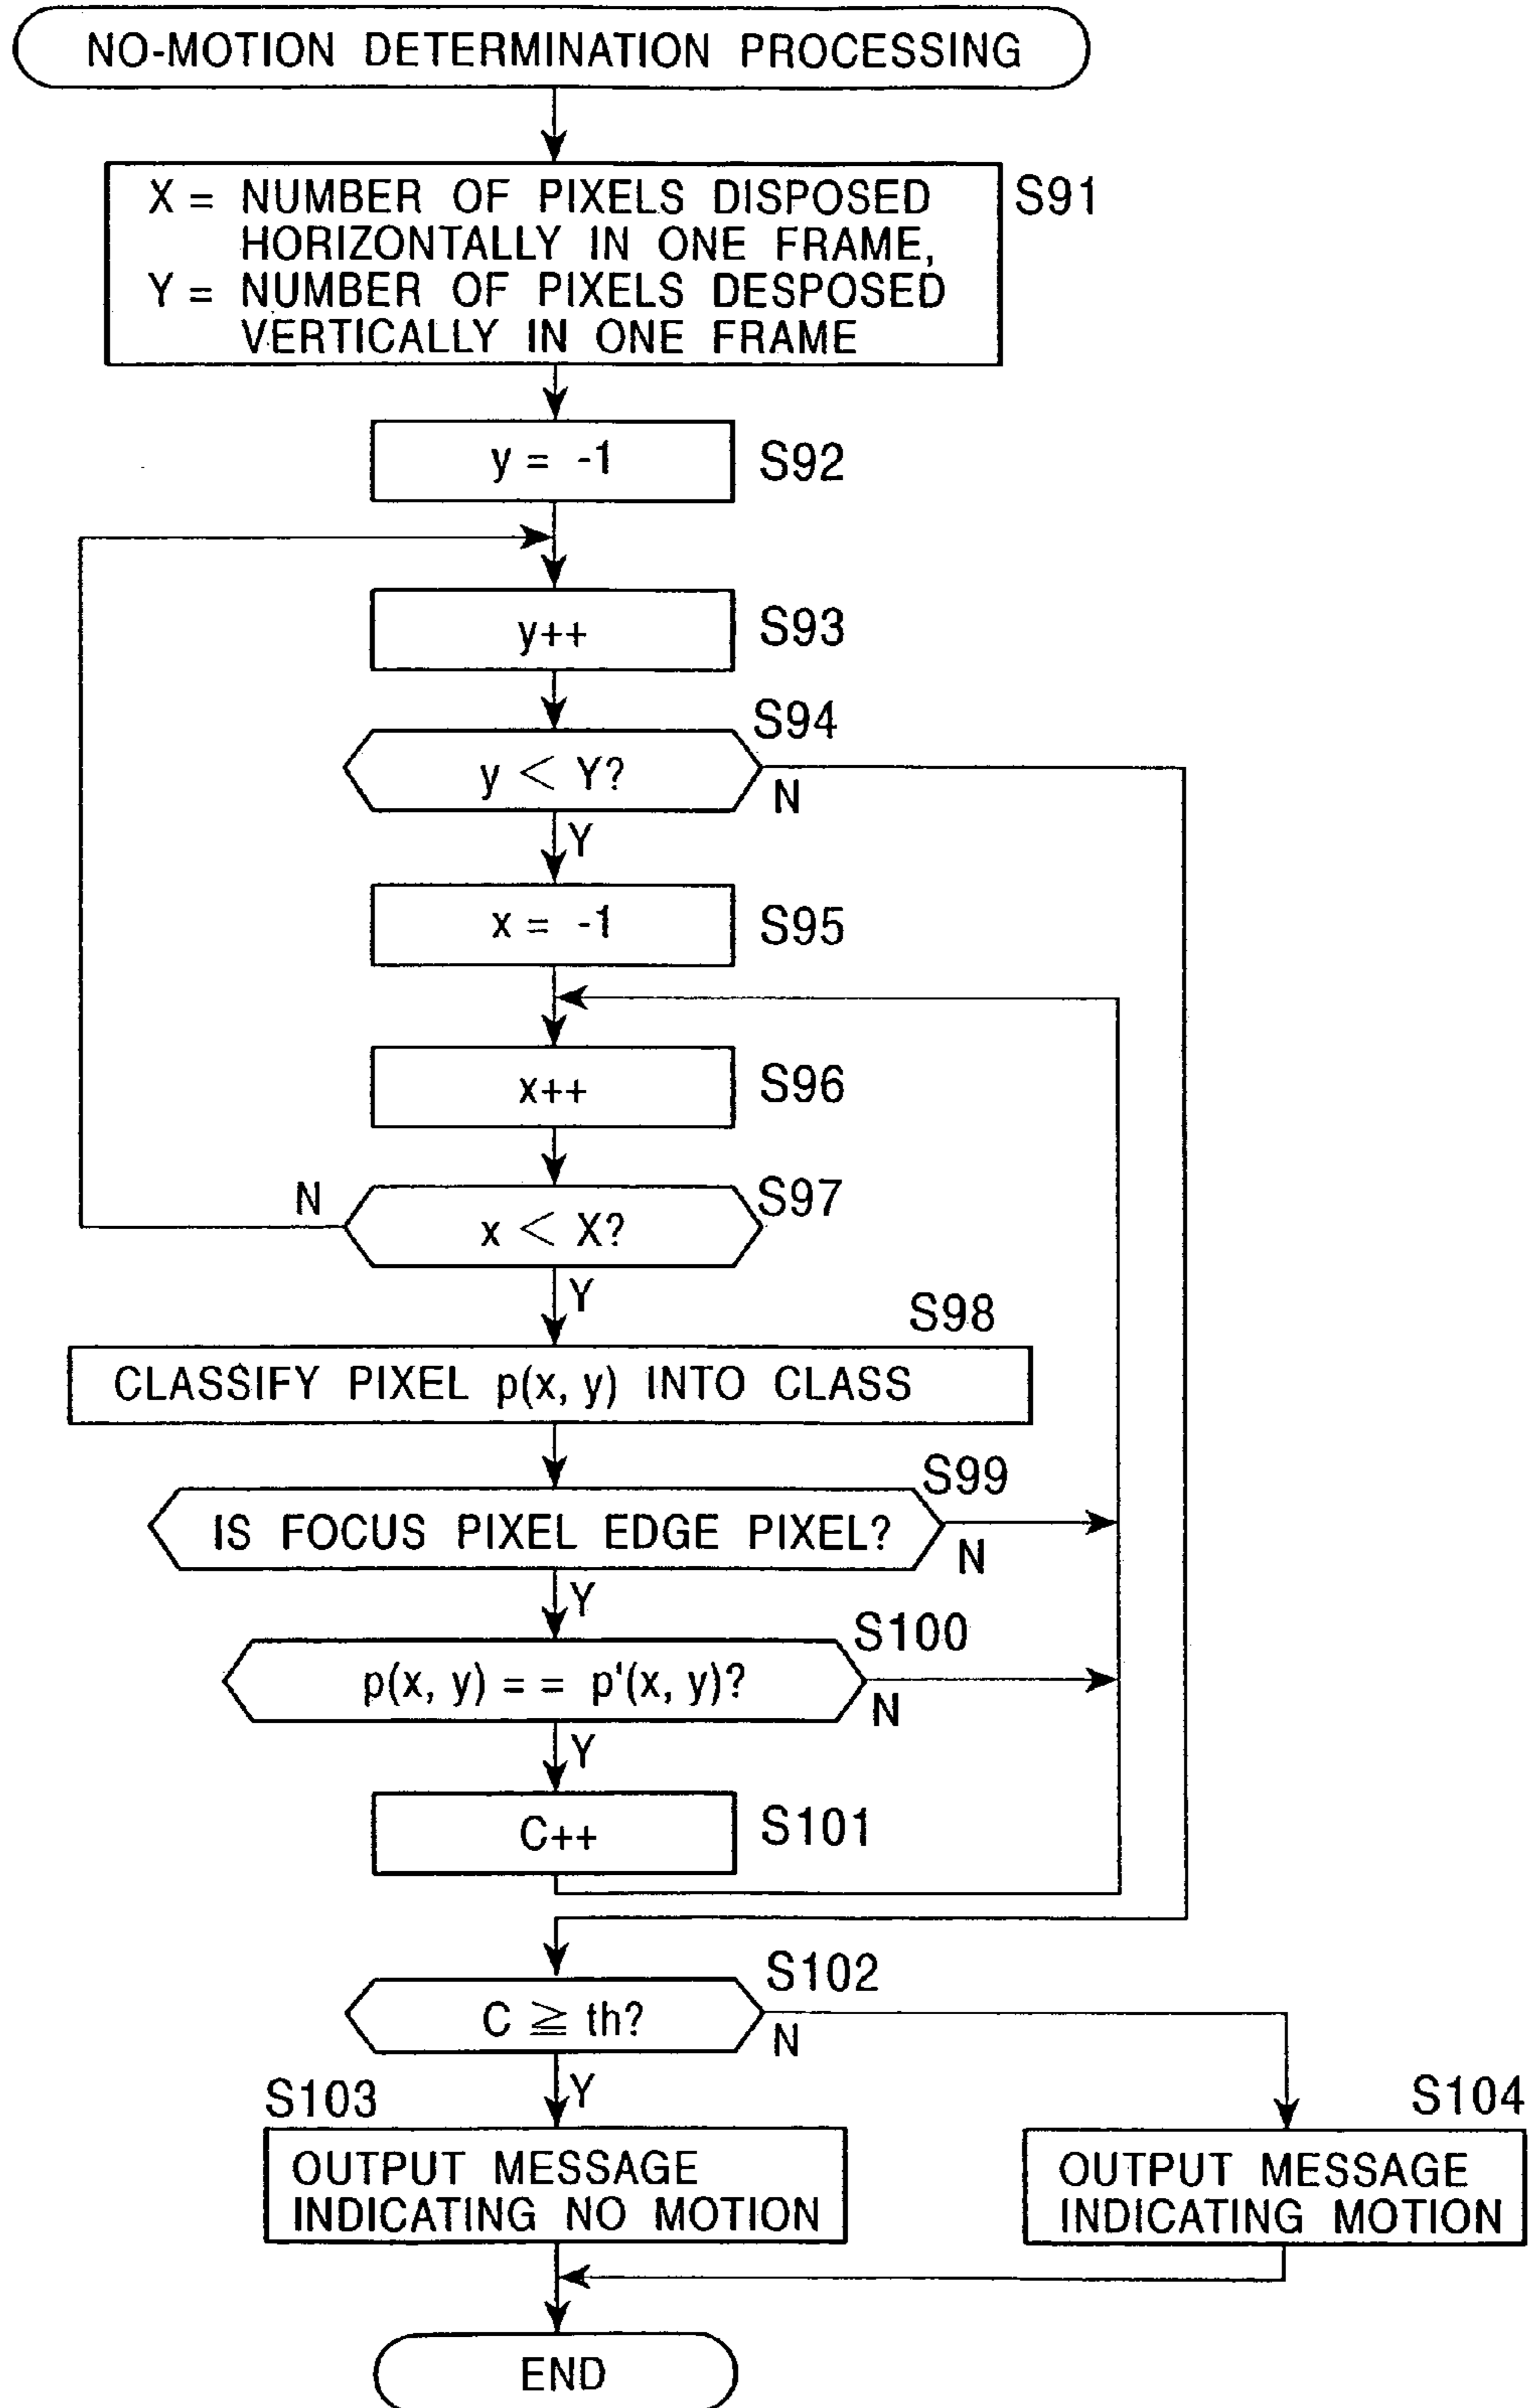 NO-MOTION DETERMINATION PROCESSING
X = NUMBER OF PIXELS DISPOSED
HORIZONTALLY IN ONE FRAME,
Y = NUMBER OF PIXELS DESPOSED
VERTICALLY IN ONE FRAME
S91
y = -1
S92
y++
S93
S94
y < Y?
N
Y
x = -1
S95
x++
S96
S97
N
x < X?
Y
S98
CLASSIFY PIXEL p(x, y) INTO CLASS
S99
IS FOCUS PIXEL EDGE PIXEL?
N
Y
S100
p(x, y) = = p'(x, y)?
N
Y
C++
S101
S102
C ≧ th?
N
Y
S103
OUTPUT MESSAGE
INDICATING NO MOTION
S104
OUTPUT MESSAGE
INDICATING MOTION
END